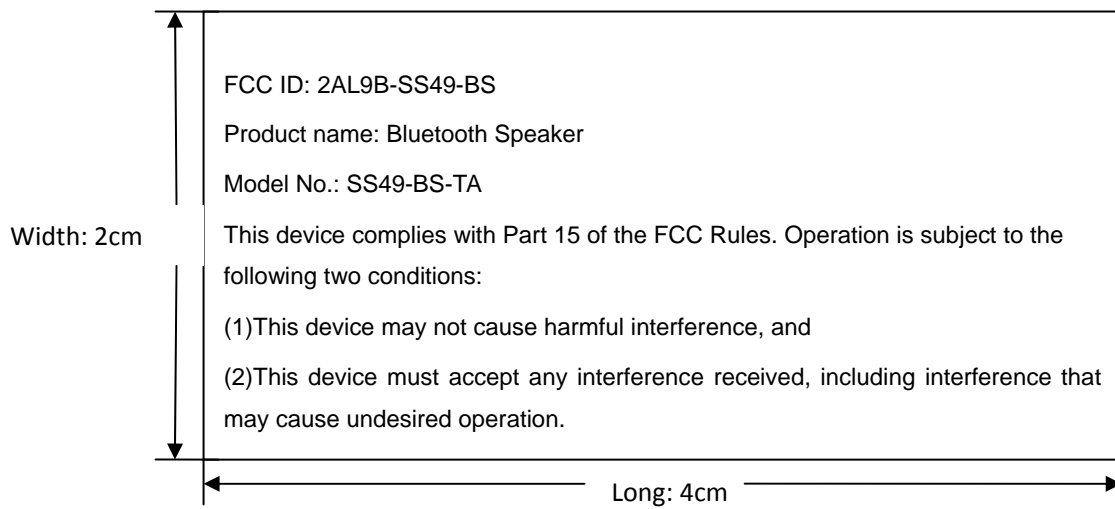 FCC ID: 2AL9B-SS49-BS
Product name: Bluetooth Speaker
Model No.: SS49-BS-TA
Width: 2cm
This device complies with Part 15 of the FCC Rules. Operation is subject to the
following two conditions:
(1)This device may not cause harmful interference, and
(2)This device must accept any interference received, including interference that
may cause undesired operation.
Long: 4cm